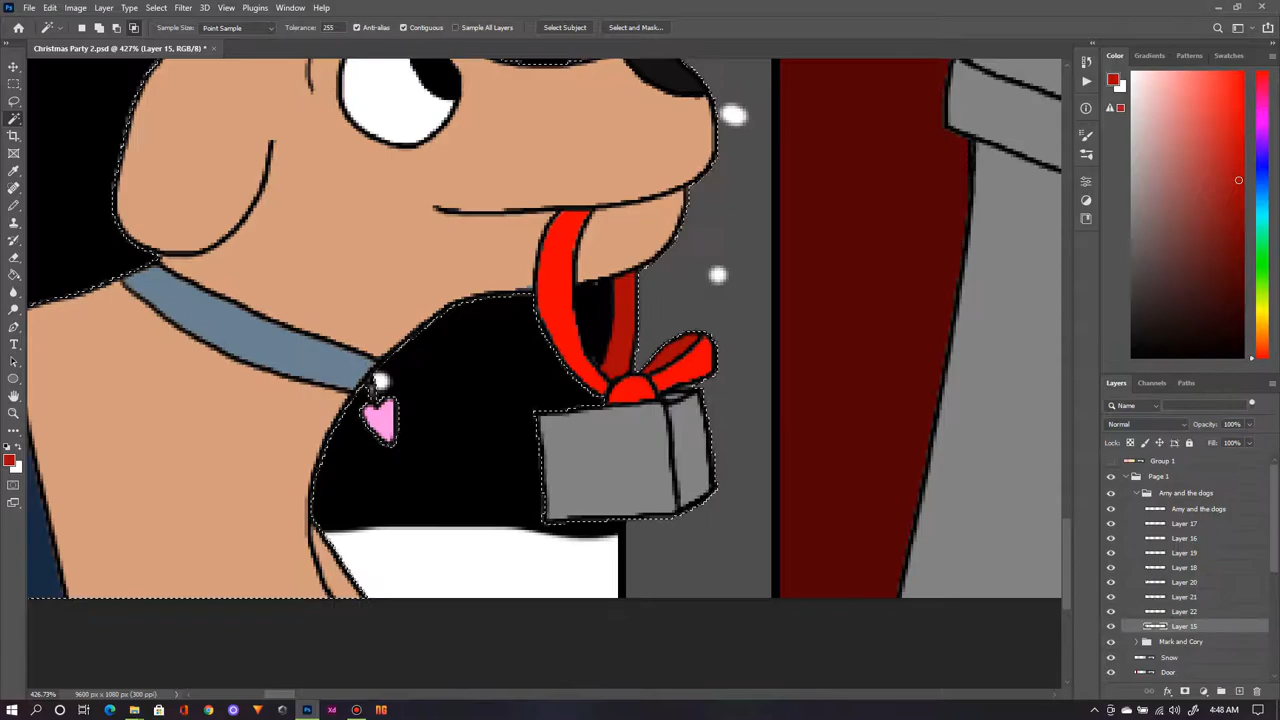 Ps File Edit Image Layer Type Select Filter 3D View Plugins Window Help
Sample Size: Point Sample Tolerance: 255 Anti-alias Contiguous Sample All Layers Select Subject Select and Mask...
Christmas Party 2.psd @ 427% (Layer 15, RGB/8) * ×
Color Gradients Patterns Swatches
Layers Channels Paths
Name
Normal Opacity: 100%
Lock: Fill: 100%
Group 1
Page 1
Amy and the dogs
Amy and the dogs
Layer 17
Layer 16
Layer 19
Layer 18
Layer 20
Layer 21
Layer 22
Layer 15
Mark and Cory
Snow
Door
426.73% 9600 px x 1080 px (300 ppi)
fx
Ps Xd NG 4:48 AM